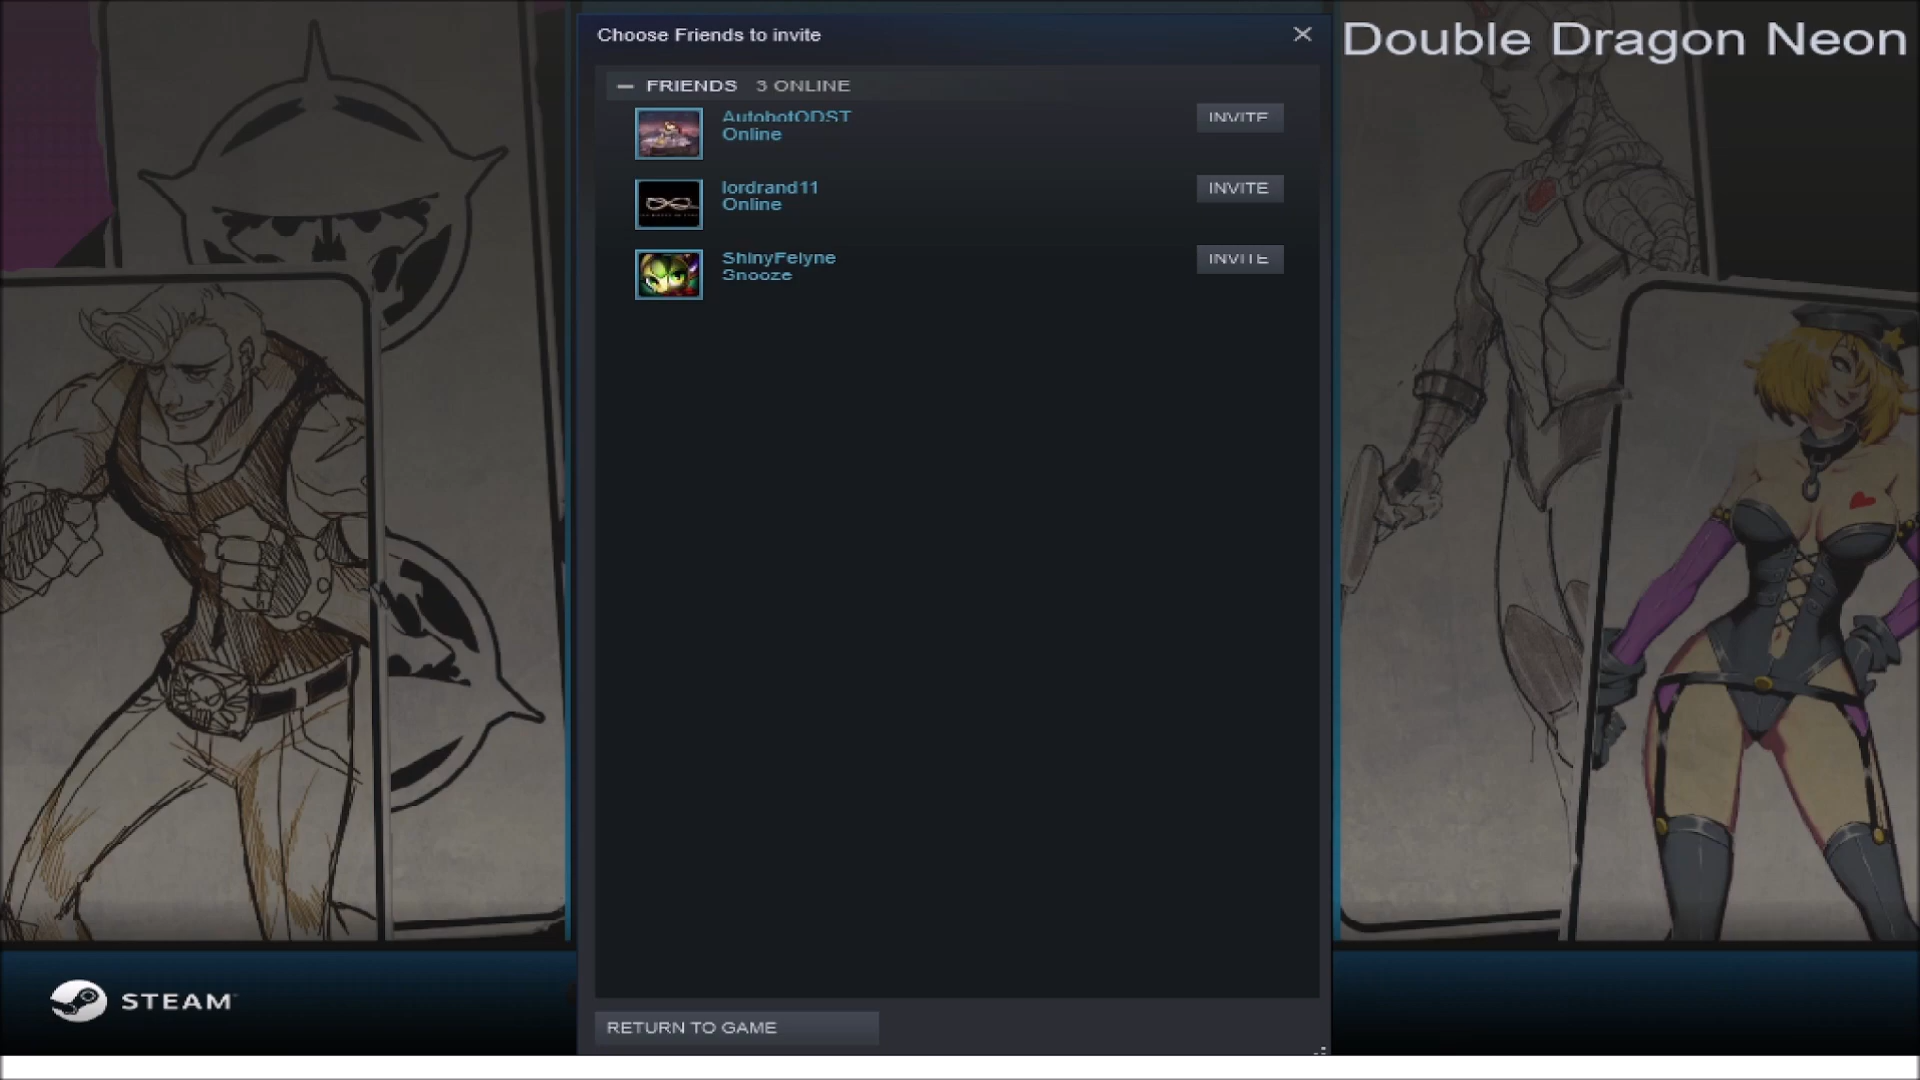 Choose Friends to invite
Double Dragon Neon
FRIENDS 3 ONLINE
AutobotODST
Online
INVITE
lordrand11
Online
INVITE
ShinyFelyne
Snooze
INVITE
STEAM
RETURN TO GAME